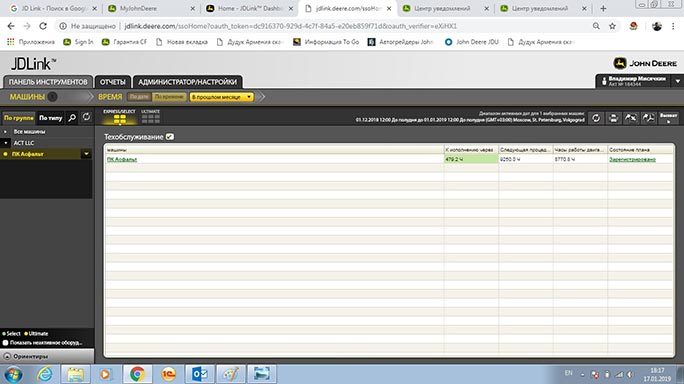 JD Link - Поиск в Goog
MyJohnDeere
Home - JDLink™ Dashbo
jdlink.deere.com/ssoHome
Центр уведомлений
Центр уведомлений
Не защищено
jdlink.deere.com/ssoHome?oauth_token=dc916370-929d-4c7f-84a5-e20eb859f71d&oauth_verifier=eXiHX1
Приложения
Sign In
Гарантия CF
Новая вкладка
Дудук Армения ска
Информация To Go
Автогрейдеры John
John Deere JDU
Дудук Армения ска
JDLink™
JOHN DEERE
ПАНЕЛЬ ИНСТРУМЕНТОВ
ОТЧЕТЫ
АДМИНИСТРАТОР/НАСТРОЙКИ
Владимир Мисячкин
Акт № 184344
МАШИНЫ
ВРЕМЯ
По дате
По времени
В прошлом месяце
По группе
По типу
EXPRESS/SELECT
ULTIMATE
Диапазон активных дат для 1 выбранных машин:
01.12.2018 12:00 До полудня до 01.01.2019 12:00 До полудня (GMT+03:00) Moscow, St. Petersburg, Volgograd
Все машины
ACT LLC
ПК Асфальт
Техобслуживание
машины
К исполнению через
Следующая процед...
Часы работы двига...
Состояние плана
ПК Асфальт
479.2 Ч
9250.0 Ч
8770.8 Ч
Зарегистрировано
Select
Ultimate
Показать неактивное оборуд...
Ориентиры
EN
18:17
17.01.2019